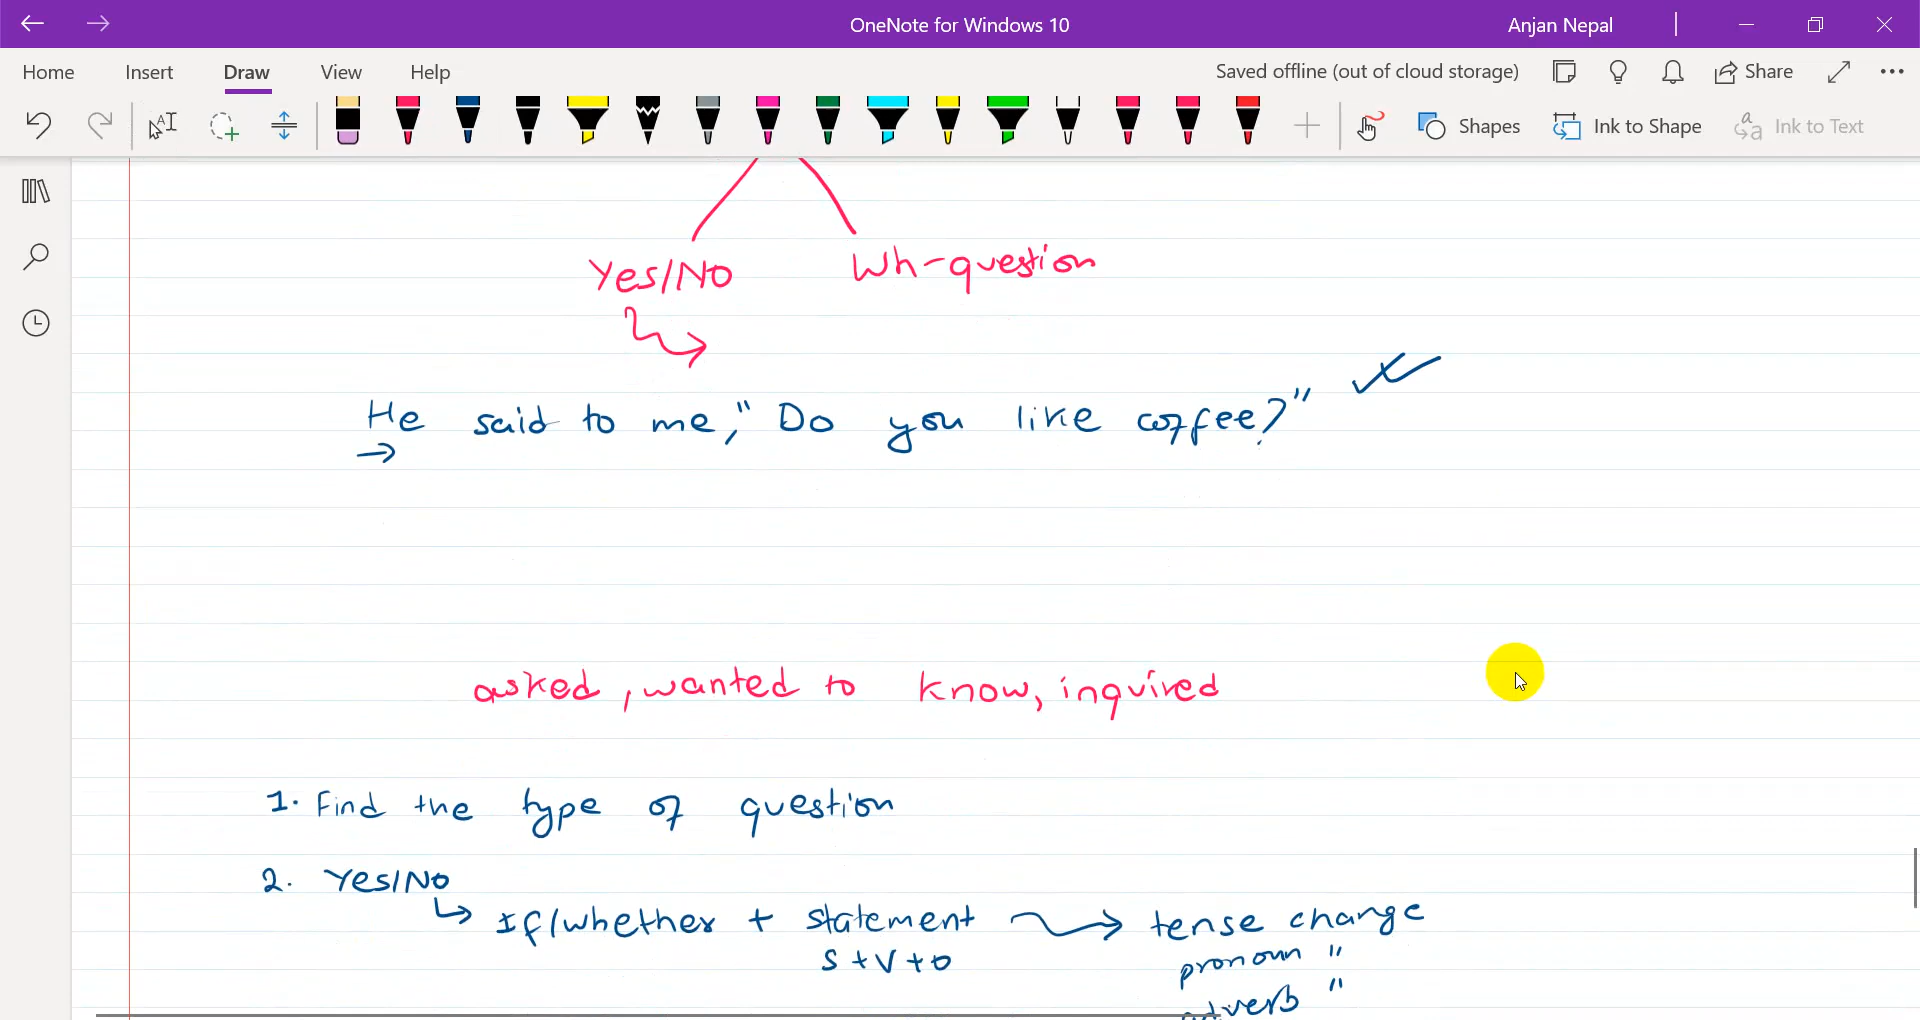 OneNote for Windows 10
Anjan Nepal
Home Insert Draw View Help
Saved offline (out of cloud storage)
Share
Shapes
Ink to Shape
Ink to Text
Yes/No Wh-question
He said to me," Do you like coffee?"
asked, wanted to know, inquired
1. Find the type of question
2. Yes/No
If/whether + statement tense change
S + V + O pronoun "
adverb "